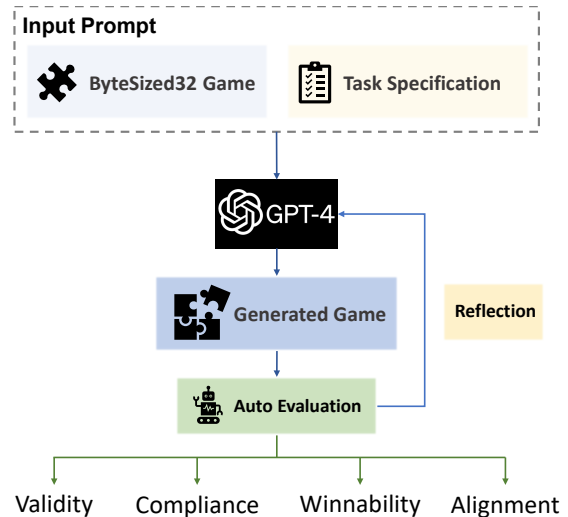 Input Prompt
ByteSized32 Game
Task Specification
GPT-4
Generated Game
Reflection
Auto Evaluation
Validity
Compliance
Winnability
Alignment